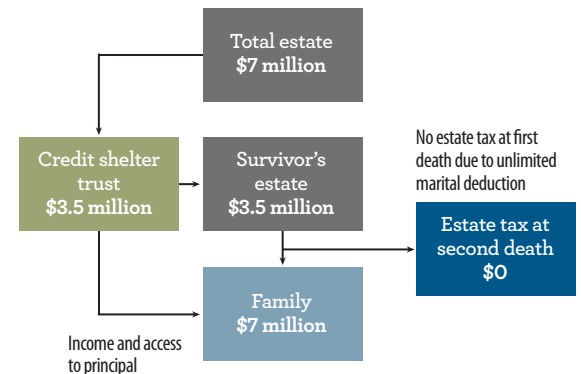 Total estate
$7 million
Credit shelter
trust
$3.5 million
Survivor's
estate
$3.5 million
No estate tax at first
death due to unlimited
marital deduction
Estate tax at
second death
$0
Family
$7 million
Income and access
to principal